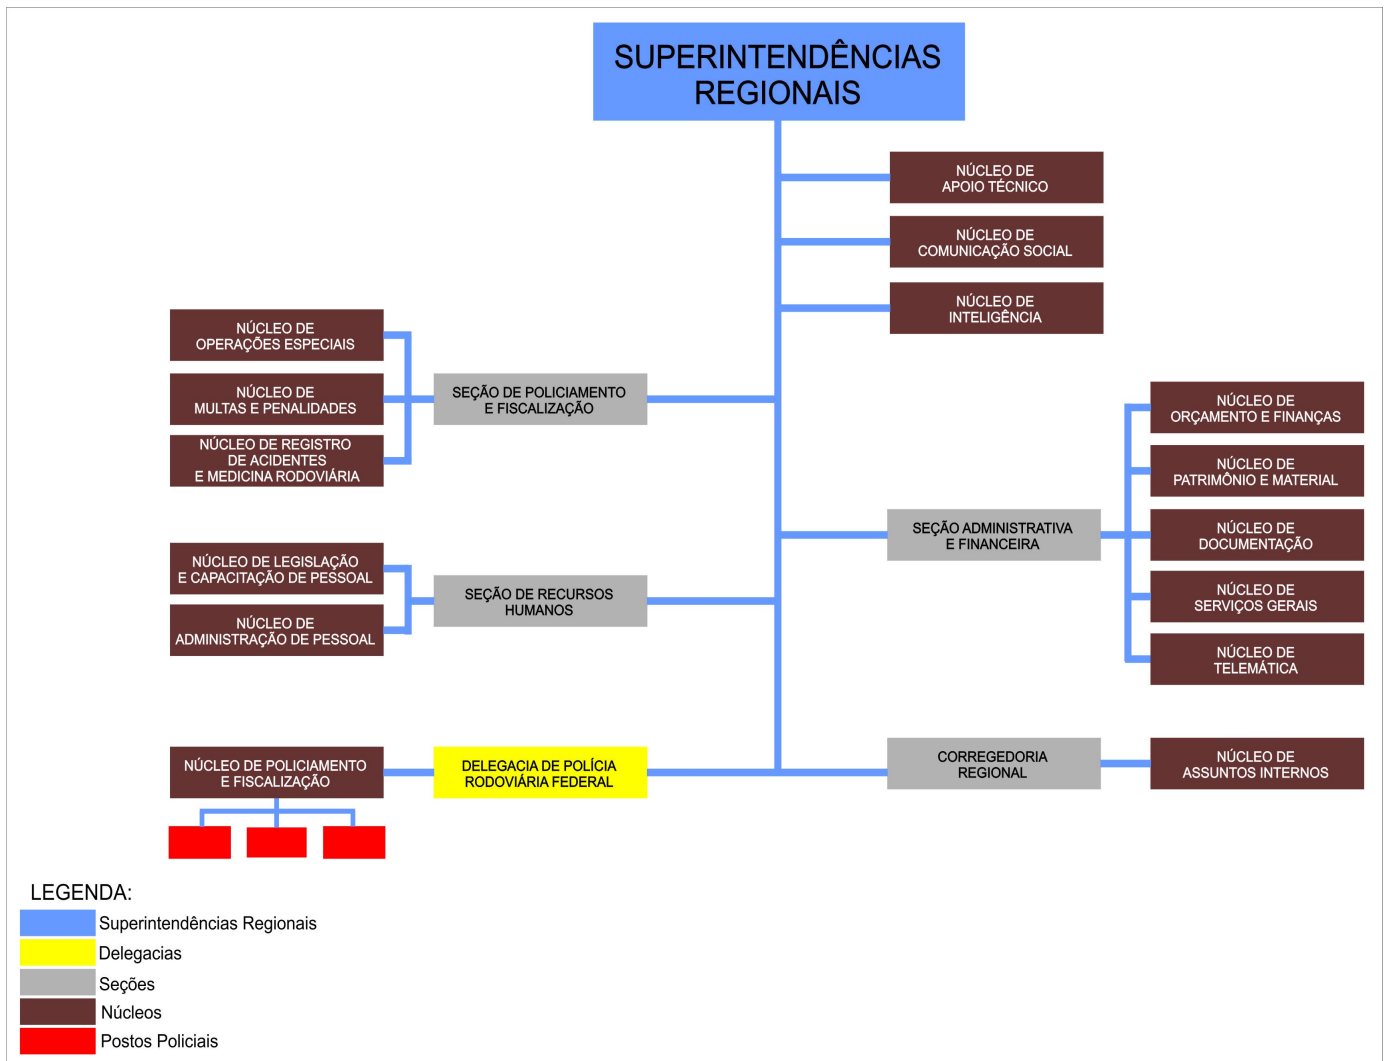 SUPERINTENDÊNCIAS
REGIONAIS
NÚCLEO DE
APOIO TÉCNICO
NÚCLEO DE
COMUNICAÇÃO SOCIAL
NÚCLEO DE
INTELIGÊNCIA
NÚCLEO DE
OPERAÇÕES ESPECIAIS
NÚCLEO DE
MULTAS E PENALIDADES
NÚCLEO DE REGISTRO
DE ACIDENTES
E MEDICINA RODOVIÁRIA
SEÇÃO DE POLICIAMENTO
E FISCALIZAÇÃO
NÚCLEO DE
ORÇAMENTO E FINANÇAS
NÚCLEO DE
PATRIMÔNIO E MATERIAL
NÚCLEO DE
DOCUMENTAÇÃO
NÚCLEO DE
SERVIÇOS GERAIS
NÚCLEO DE
TELEMÁTICA
SEÇÃO ADMINISTRATIVA
E FINANCEIRA
NÚCLEO DE LEGISLAÇÃO
E CAPACITAÇÃO DE PESSOAL
NÚCLEO DE
ADMINISTRAÇÃO DE PESSOAL
SEÇÃO DE RECURSOS
HUMANOS
NÚCLEO DE POLICIAMENTO
E FISCALIZAÇÃO
DELEGACIA DE POLÍCIA
RODOVIÁRIA FEDERAL
CORREGEDORIA
REGIONAL
NÚCLEO DE
ASSUNTOS INTERNOS
LEGENDA:
Superintendências Regionais
Delegacias
Seções
Núcleos
Postos Policiais